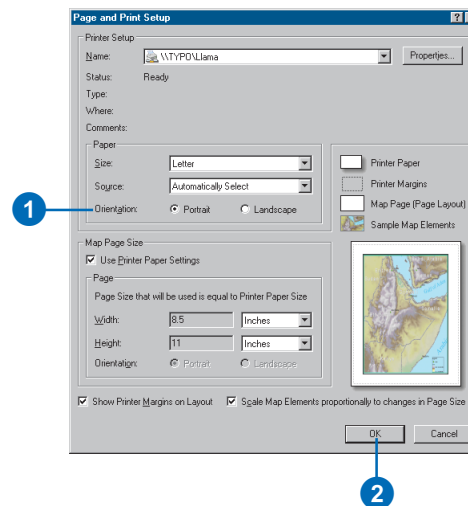 Page and Print Setup
Printer Setup
Name:
\\TYPO\Llama
Properties...
Status:
Ready
Type:
Where:
Comments:
Paper
Size:
Letter
Source:
Automatically Select
Orientation:
Portrait
Landscape
Printer Paper
Printer Margins
Map Page (Page Layout)
Sample Map Elements
1
Map Page Size
Use Printer Paper Settings
Page
Page Size that will be used is equal to Printer Paper Size
Width:
8.5
Inches
Height:
11
Inches
Orientation:
Portrait
Landscape
Show Printer Margins on Layout
Scale Map Elements proportionally to changes in Page Size
OK
Cancel
2